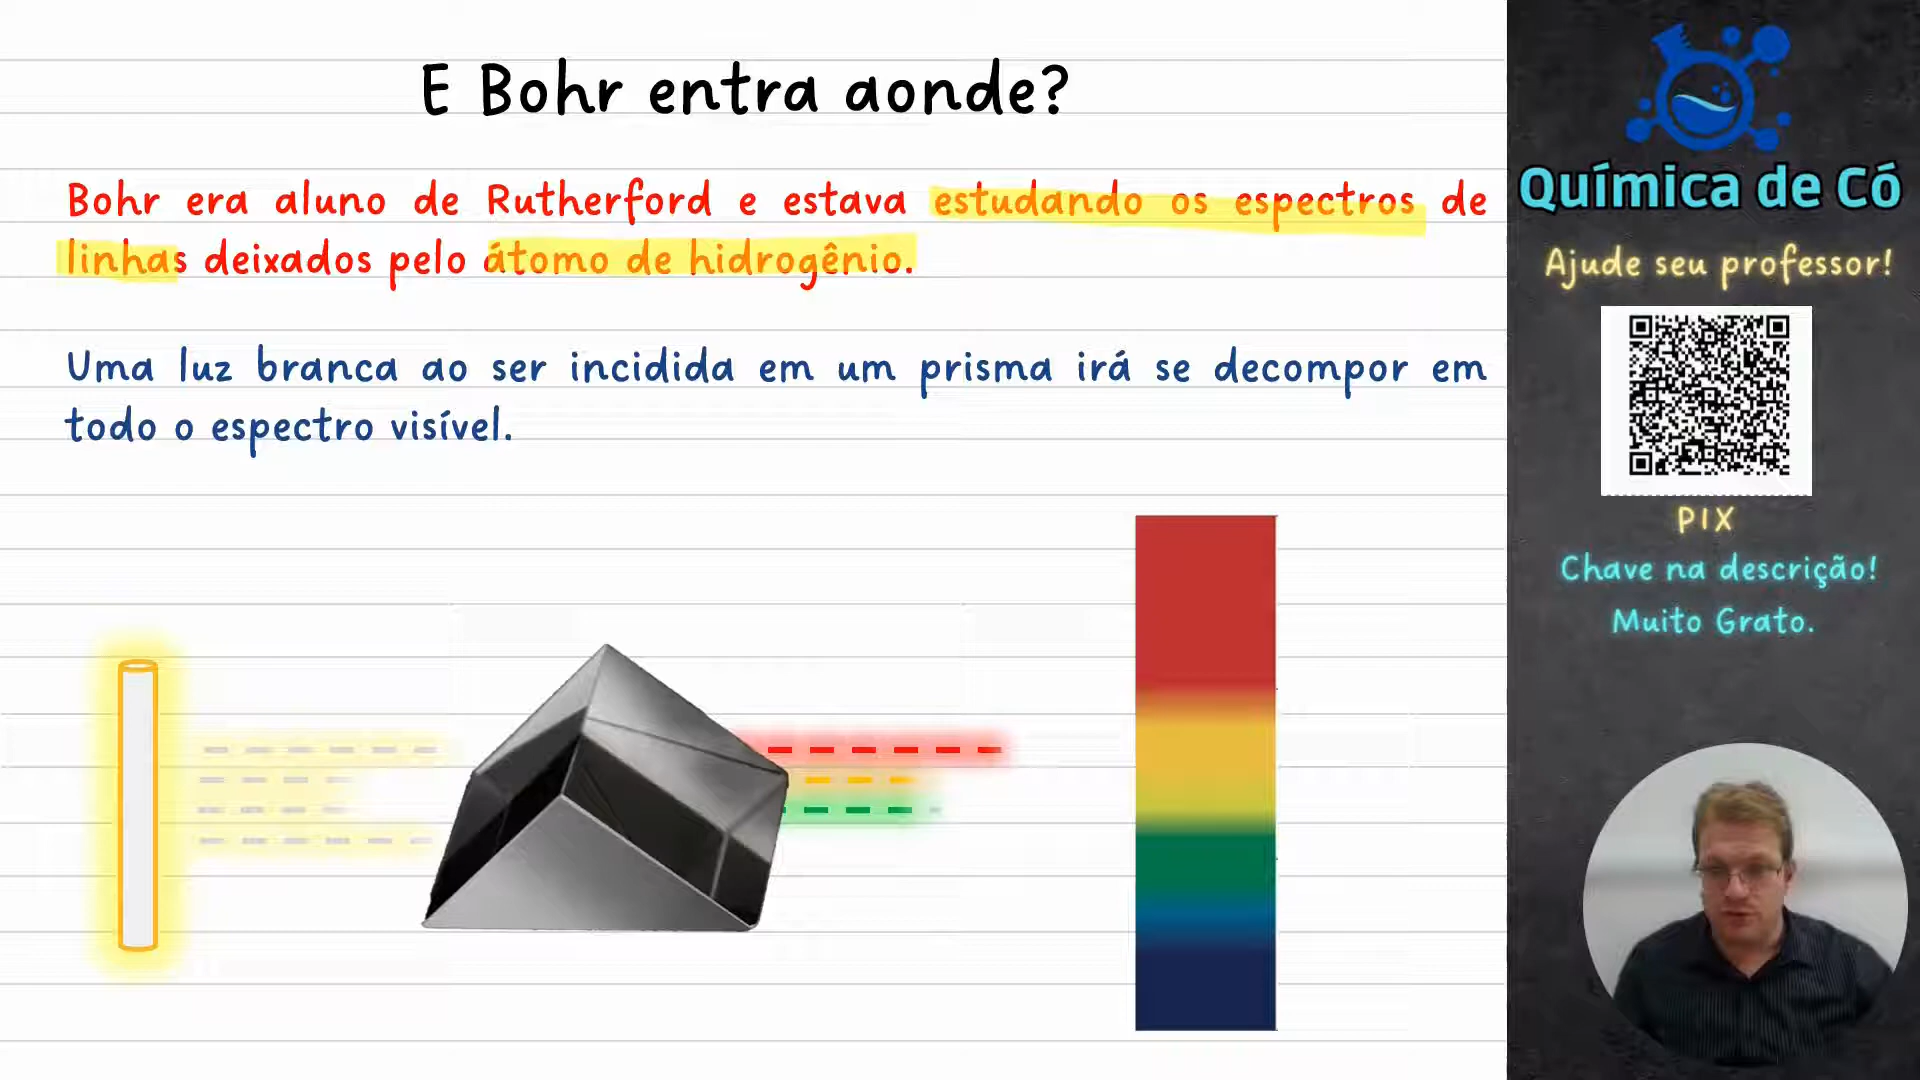 E Bohr entra aonde?
Bohr era aluno de Rutherford e estava estudando os espectros de
linhas deixados pelo átomo de hidrogênio.
Uma luz branca ao ser incidida em um prisma irá se decompor em
todo o espectro visível.
Química de Có
Ajude seu professor!
PIX
Chave na descrição!
Muito Grato.